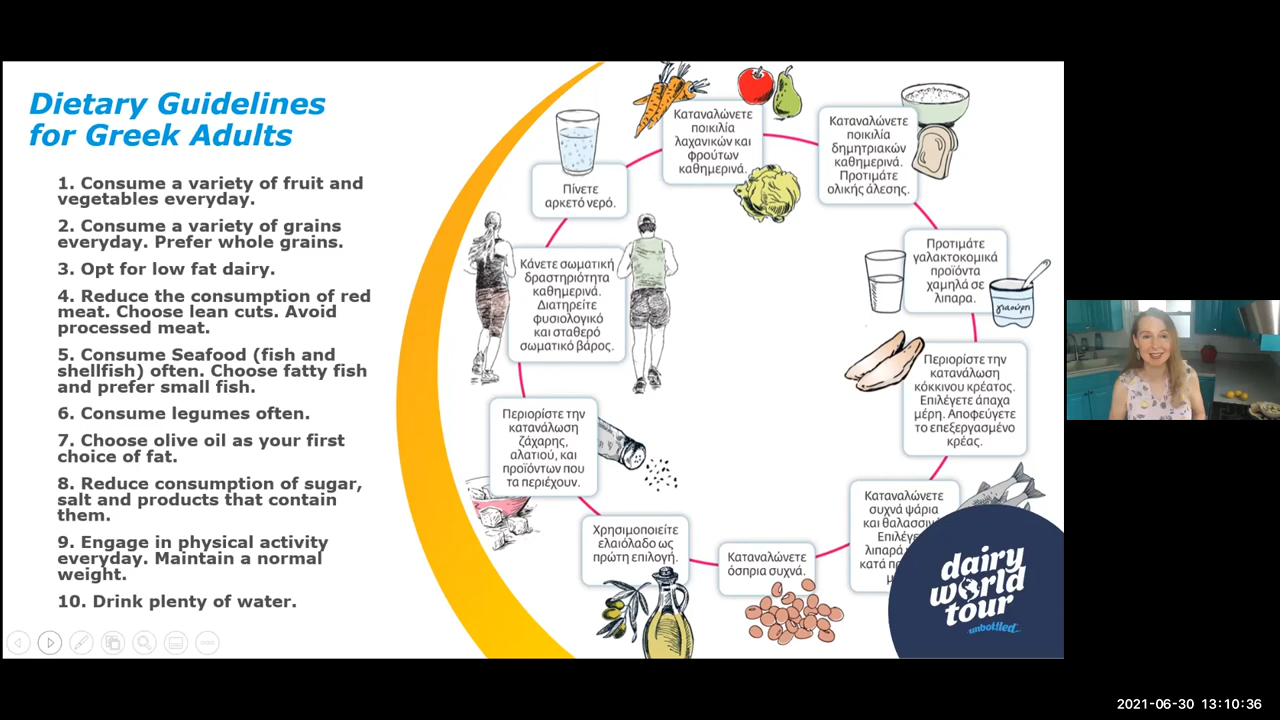 Dietary Guidelines
for Greek Adults
1. Consume a variety of fruit and
vegetables everyday.
2. Consume a variety of grains
everyday. Prefer whole grains.
3. Opt for low fat dairy.
4. Reduce the consumption of red
meat. Choose lean cuts. Avoid
processed meat.
5. Consume Seafood (fish and
shellfish) often. Choose fatty fish
and prefer small fish.
6. Consume legumes often.
7. Choose olive oil as your first
choice of fat.
8. Reduce consumption of sugar,
salt and products that contain
them.
9. Engage in physical activity
everyday. Maintain a normal
weight.
10. Drink plenty of water.
Καταναλώνετε
ποικιλία
λαχανικών και
φρούτων
καθημερινά.
Καταναλώνετε
ποικιλία
δημητριακών
καθημερινά.
Προτιμάτε
ολικής άλεσης.
Προτιμάτε
γαλακτοκομικά
προϊόντα
χαμηλά σε
λιπαρα.
γιαούρτι
Περιορίστε την
κατανάλωση
κόκκινου κρέατος.
Επιλέγετε άπαχα
μέρη. Αποφεύγετε
το επεξεργασμένο
κρέας.
Καταναλώνετε
συχνά ψάρια
και
λιπαρά
κατά
Καταναλώνετε
όσπρια συχνά.
Χρησιμοποιείτε
ελαιόλαδο ως
πρώτη επιλογή.
Περιορίστε την
κατανάλωση
ζάχαρης,
αλατιού, και
προϊόντων που
τα περιέχουν.
Κάνετε σωματική
δραστηριότητα
καθημερινά.
Διατηρείτε
φυσιολογικό
και σταθερό
σωματικό βάρος.
Πίνετε
αρκετό νερό.
dairy
world
tour
unbottled...
2021-06-30 13:10:36